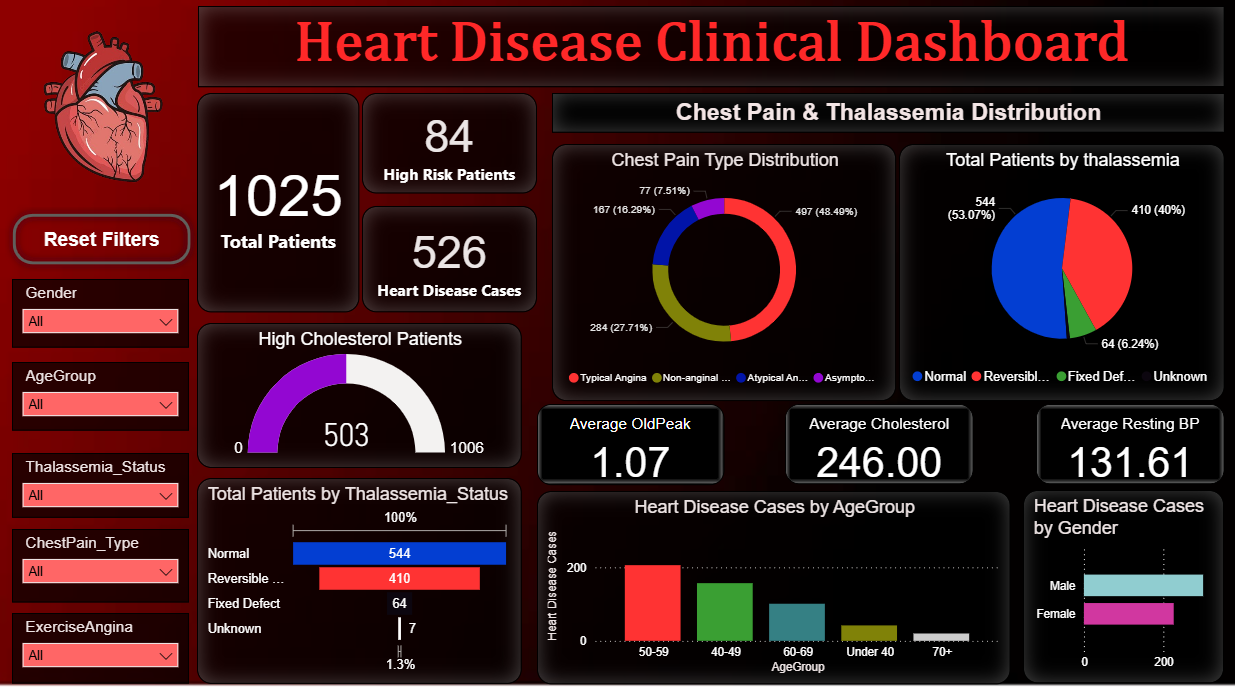 Heart Disease Clinical Dashboard
Reset Filters
Gender
All
AgeGroup
All
Thalassemia_Status
All
ChestPain_Type
All
ExerciseAngina
All
1025
Total Patients
84
High Risk Patients
526
Heart Disease Cases
High Cholesterol Patients
503
0
1006
Total Patients by Thalassemia_Status
100%
Normal
544
Reversible ...
410
Fixed Defect
64
Unknown
7
1.3%
Chest Pain & Thalassemia Distribution
Chest Pain Type Distribution
77 (7.51%)
167 (16.29%)
497 (48.49%)
284 (27.71%)
Typical Angina
Non-anginal ...
Atypical An...
Asympto...
Total Patients by thalassemia
544
(53.07%)
410 (40%)
64 (6.24%)
Normal
Reversibl...
Fixed Def...
Unknown
Average OldPeak
1.07
Average Cholesterol
246.00
Average Resting BP
131.61
Heart Disease Cases by AgeGroup
Heart Disease Cases
200
0
50-59
40-49
60-69
Under 40
70+
AgeGroup
Heart Disease Cases
by Gender
Male
Female
0
200